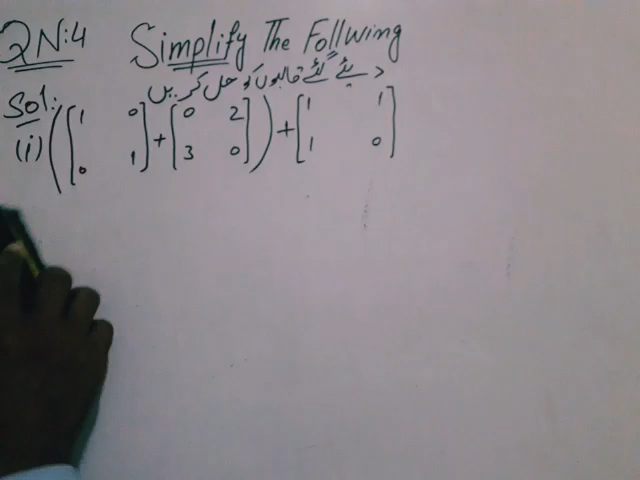 QN:4 Simplify The Follwing
دیئے گئے قالبوں کو حل کریں
Sol:
(i) ([1 0 0 1] + [0 2 3 0]) + [1 1 1 0]